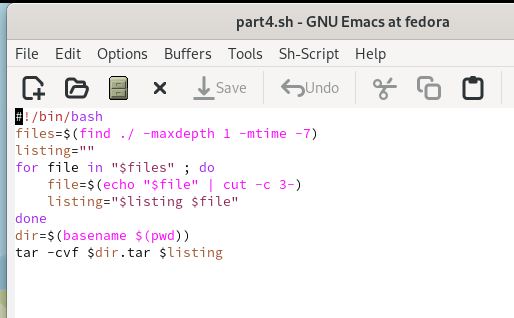 part4.sh - GNU Emacs at fedora
File Edit Options Buffers Tools Sh-Script Help
Save Undo
#!/bin/bash
files=$(find ./ -maxdepth 1 -mtime -7)
listing=""
for file in "$files" ; do
    file=$(echo "$file" | cut -c 3-)
    listing="$listing $file"
done
dir=$(basename $(pwd))
tar -cvf $dir.tar $listing